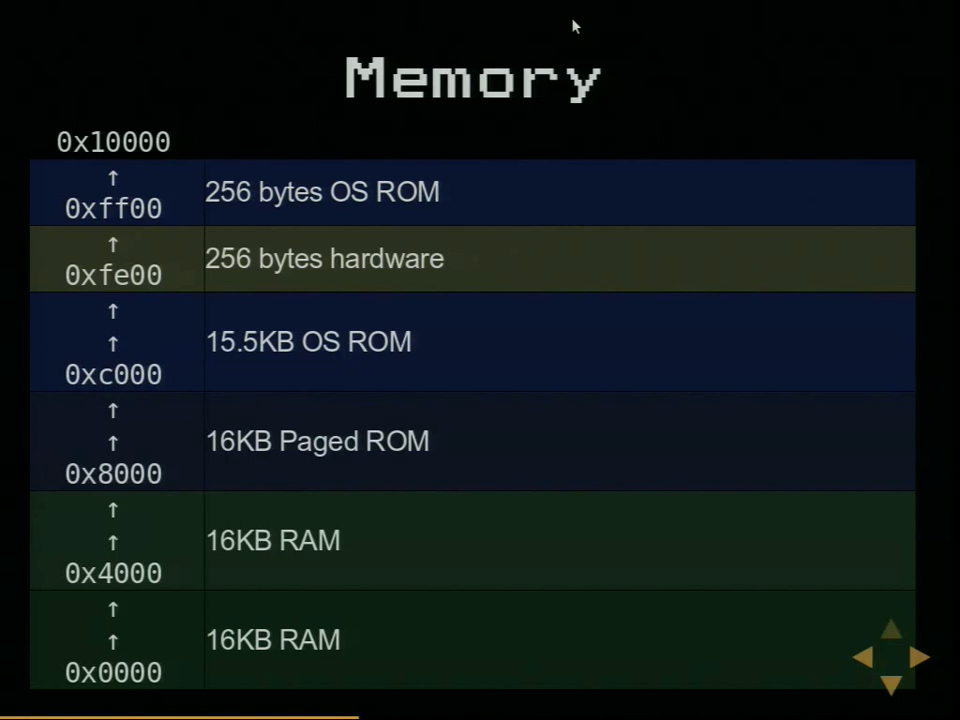 Memory
0x10000
↑
256 bytes OS ROM
0xff00
↑
256 bytes hardware
0xfe00
↑
↑
15.5KB OS ROM
0xc000
↑
↑
16KB Paged ROM
0x8000
↑
↑
16KB RAM
0x4000
↑
↑
16KB RAM
0x0000